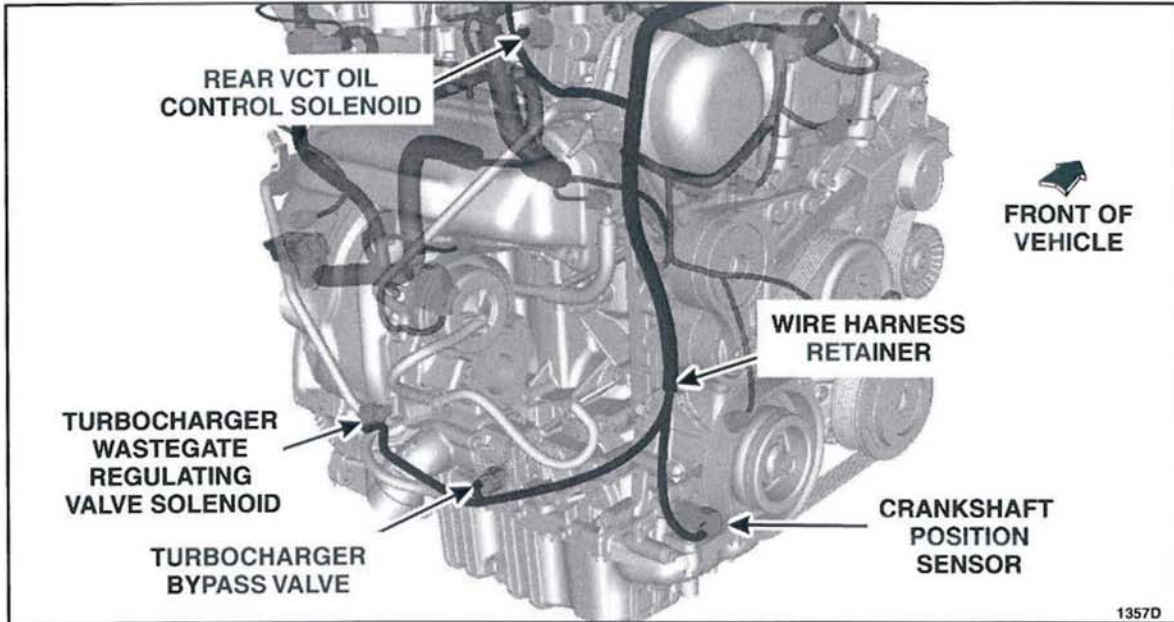 REAR VCT OIL
CONTROL SOLENOID
FRONT OF
VEHICLE
WIRE HARNESS
RETAINER
TURBOCHARGER
WASTEGATE
REGULATING
VALVE SOLENOID
TURBOCHARGER
BYPASS VALVE
CRANKSHAFT
POSITION
SENSOR
1357D